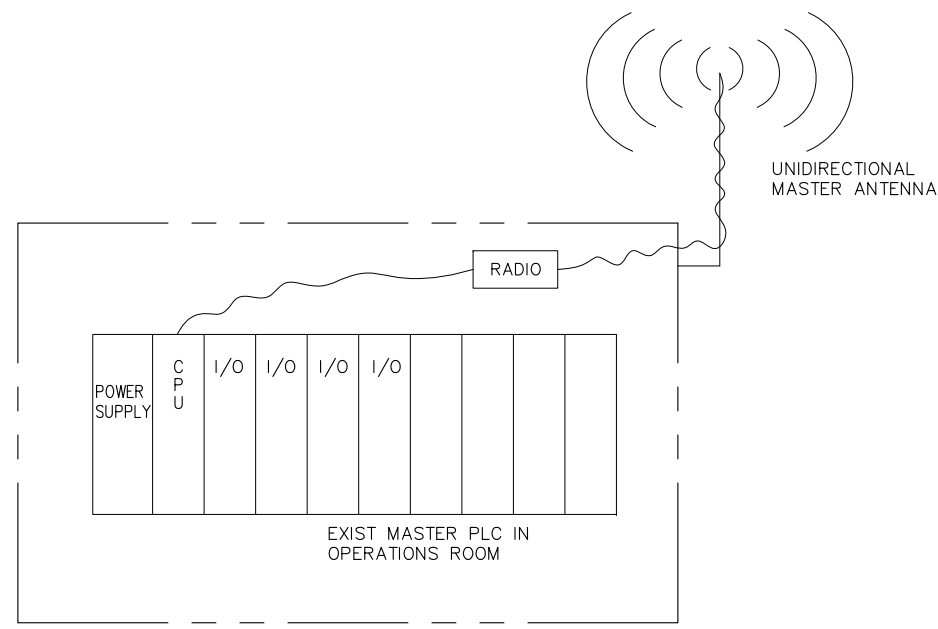 UNIDIRECTIONAL
MASTER ANTENNA
RADIO
POWER
SUPPLY
C
P
U
I/O
I/O
I/O
I/O
EXIST MASTER PLC IN
OPERATIONS ROOM